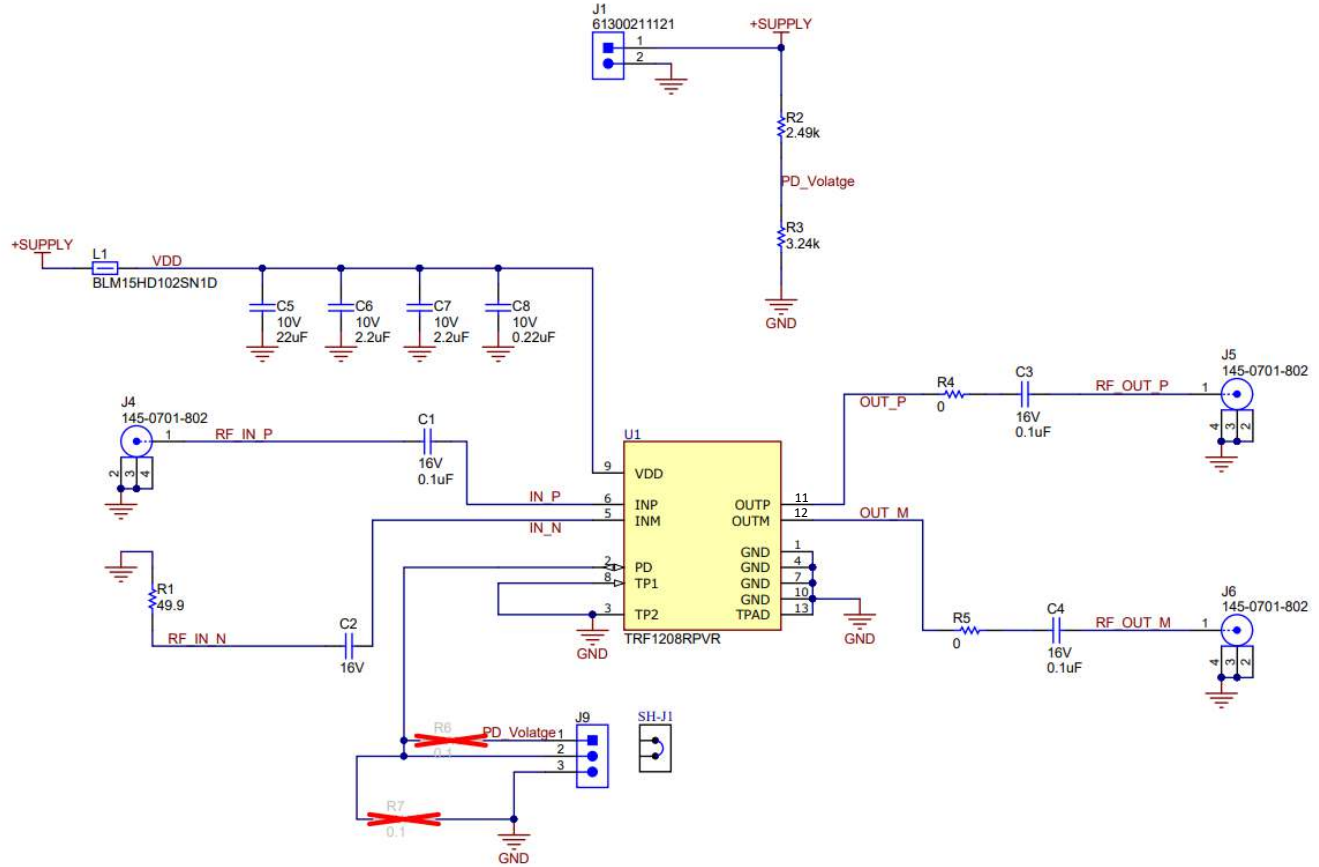 J1
61300211121
1
2
+SUPPLY
R2
2.49k
PD_Volatge
R3
3.24k
GND
+SUPPLY
L1
VDD
BLM15HD102SN1D
C5
10V
22uF
C6
10V
2.2uF
C7
10V
2.2uF
C8
10V
0.22uF
J4
145-0701-802
1
RF_IN_P
2
3
4
C1
16V
0.1uF
IN_P
IN_N
R1
49.9
RF_IN_N
C2
16V
U1
9
VDD
6
INP
5
INM
2
PD
8
TP1
3
TP2
OUTP
11
OUTM
12
GND
1
GND
4
GND
7
GND
10
TPAD
13
TRF1208RPVR
GND
GND
OUT_P
R4
0
C3
16V
0.1uF
RF_OUT_P
J5
145-0701-802
1
4
3
2
OUT_M
R5
0
C4
16V
0.1uF
RF_OUT_M
J6
145-0701-802
1
4
3
2
R6
0.1
PD_Volatge
J9
1
2
3
SH-J1
R7
0.1
GND